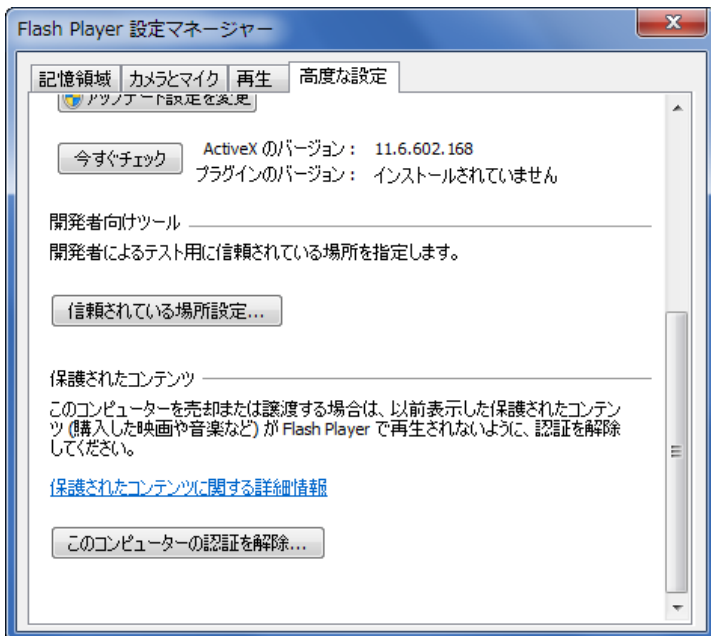 Flash Player 設定マネージャー
記憶領域 カメラとマイク 再生 高度な設定
アップデート設定を変更
今すぐチェック
ActiveX のバージョン： 11.6.602.168
プラグインのバージョン： インストールされていません
開発者向けツール
開発者によるテスト用に信頼されている場所を指定します。
信頼されている場所設定...
保護されたコンテンツ
このコンピューターを売却または譲渡する場合は、以前表示した保護されたコンテン
ツ (購入した映画や音楽など) が Flash Player で再生されないように、認証を解除
してください。
保護されたコンテンツに関する詳細情報
このコンピューターの認証を解除...